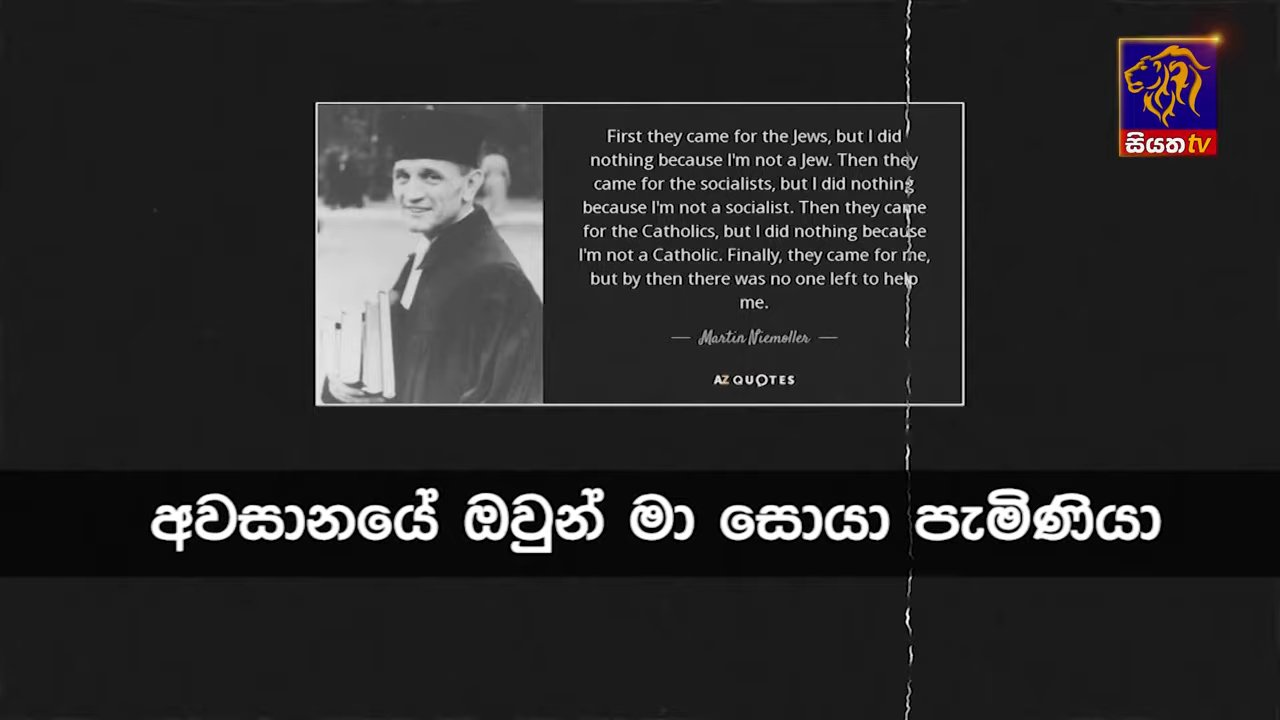 සියත tv
First they came for the Jews, but I did
nothing because I'm not a Jew. Then they
came for the socialists, but I did nothing
because I'm not a socialist. Then they came
for the Catholics, but I did nothing because
I'm not a Catholic. Finally, they came for me,
but by then there was no one left to help
me.
— Martin Niemoller —
AZ QUOTES
අවසානයේ ඔවුන් මා සොයා පැමිණියා